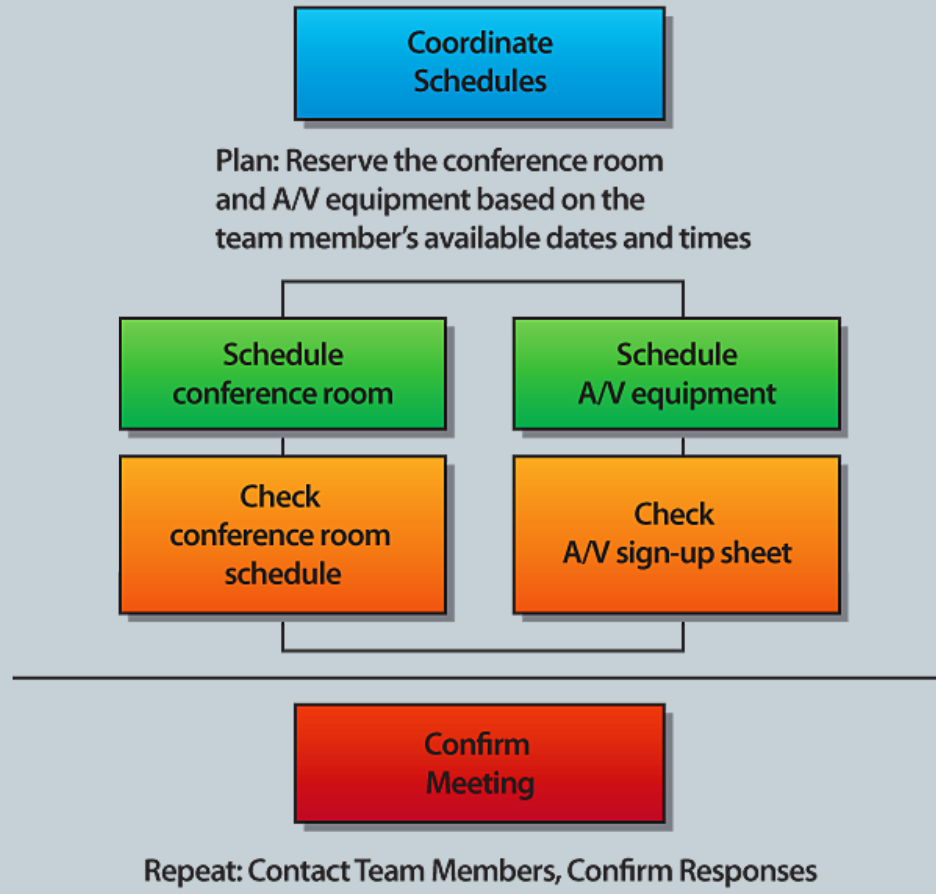 Coordinate
Schedules
Plan: Reserve the conference room
and A/V equipment based on the
team member's available dates and times
Schedule
conference room
Schedule
A/V equipment
Check
conference room
schedule
Check
A/V sign-up sheet
Confirm
Meeting
Repeat: Contact Team Members, Confirm Responses